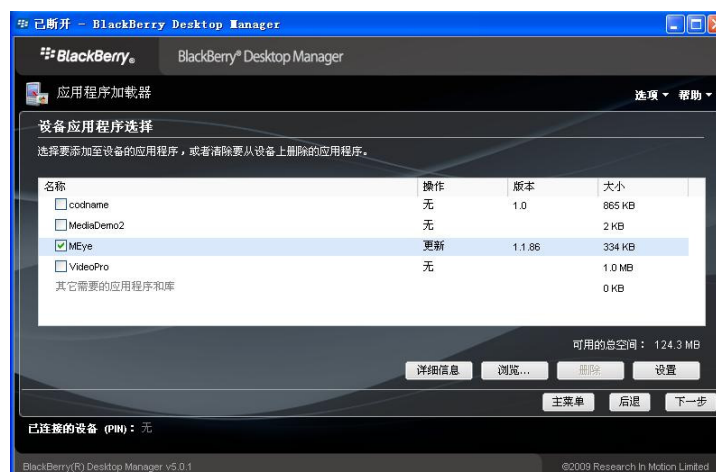 已断开 - BlackBerry Desktop Manager
BlackBerry® BlackBerry® Desktop Manager
应用程序加载器 选项 帮助
设备应用程序选择
选择要添加至设备的应用程序，或者清除要从设备上删除的应用程序。
名称 操作 版本 大小
codname 无 1.0 865 KB
MediaDemo2 无 2 KB
MEye 更新 1.1.86 334 KB
VideoPro 无 1.0 MB
其它需要的应用程序和库 0 KB
可用的总空间： 124.3 MB
详细信息 浏览... 删除 设置
主菜单 后退 下一步
已连接的设备 (PIN)：无
BlackBerry(R) Desktop Manager v5.0.1 ©2009 Research In Motion Limited